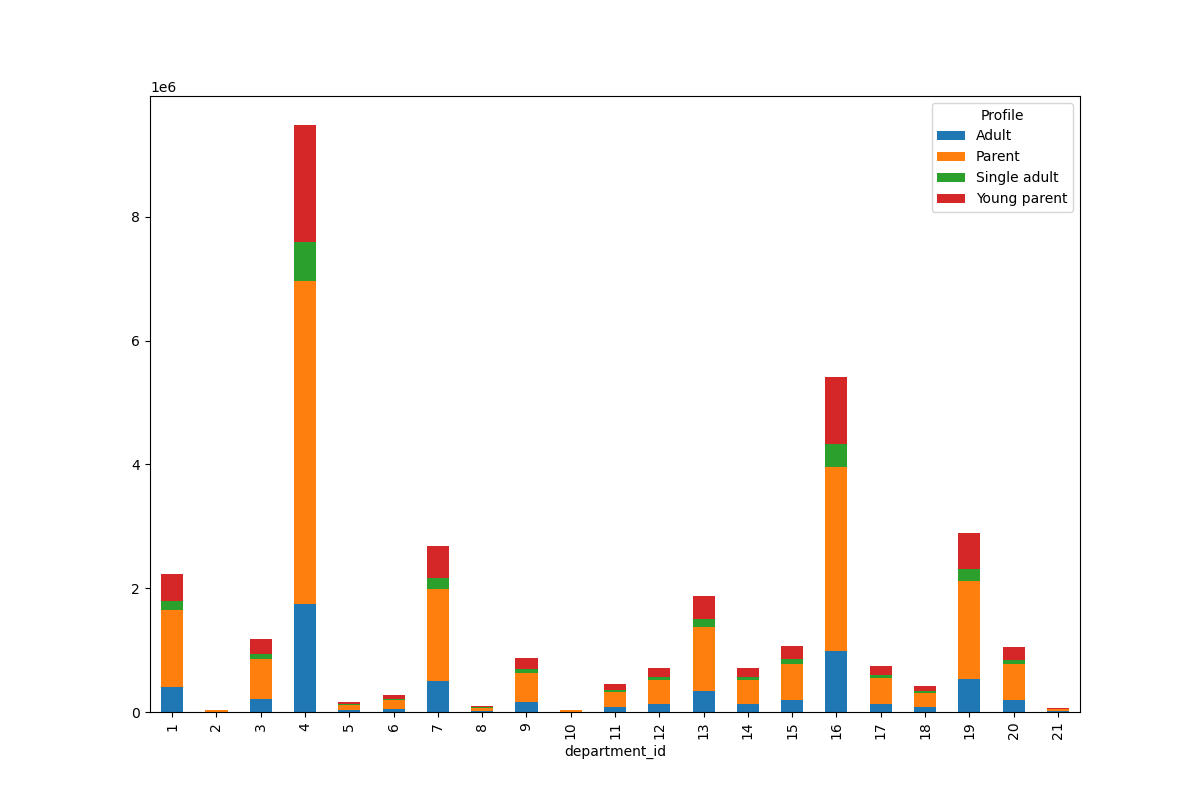 1e6
Profile
Adult
Parent
Single adult
Young parent
8
6
4
2
0
1 2 3 4 5 6 7 8 9 10 11 12 13 14 15 16 17 18 19 20 21
department_id